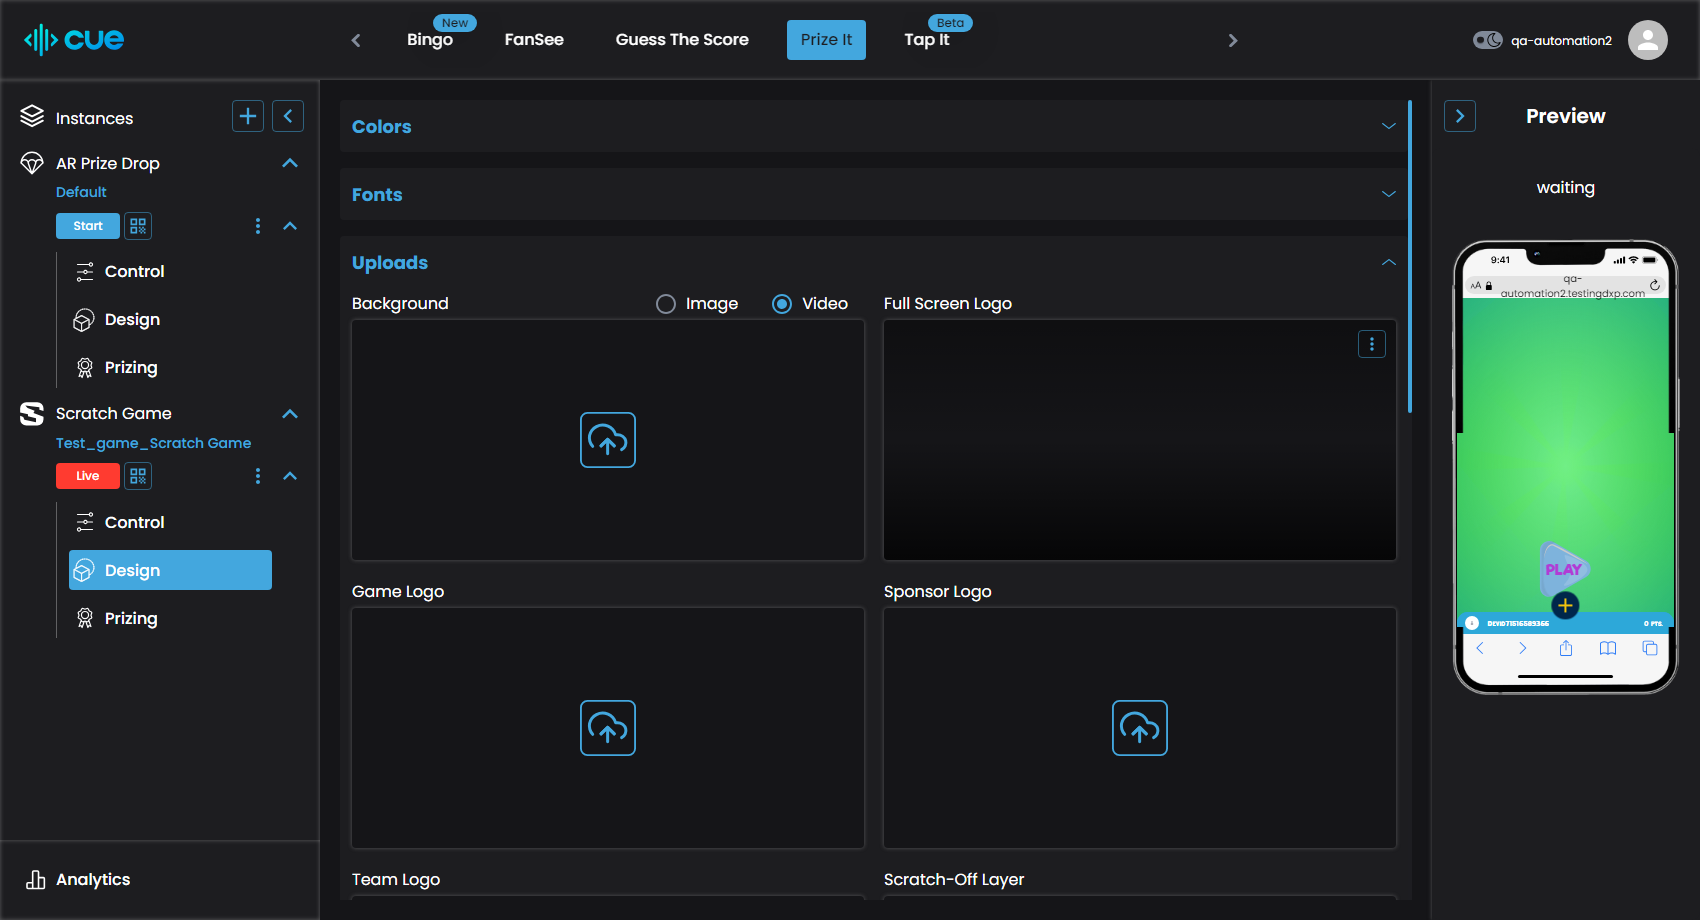 cue
Bingo
New
FanSee
Guess The Score
Prize It
Tap It
Beta
qa-automation2
Instances
AR Prize Drop
Default
Start
Control
Design
Prizing
Scratch Game
Test_game_Scratch Game
Live
Control
Design
Prizing
Analytics
Colors
Fonts
Uploads
Background
Image
Video
Full Screen Logo
Game Logo
Sponsor Logo
Team Logo
Scratch-Off Layer
Preview
waiting
9:41
AA
qa-
automation2.testingdxp.com
PLAY
0 PTS.